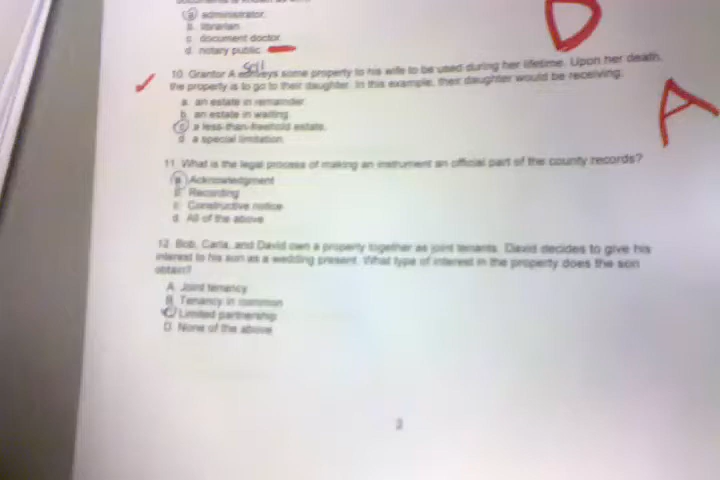 a administrator
b. librarian
c. document doctor
d. notary public
D
sell
10. Grantor A conveys some property to his wife to be used during her lifetime. Upon her death,
the property is to go to their daughter. In this example, their daughter would be receiving:
a. an estate in remainder
b. an estate in waiting
c a less-than-freehold estate.
d. a special limitation
A
11. What is the legal process of making an instrument an official part of the county records?
a Acknowledgment
b. Recording
c. Constructive notice
d. All of the above
12. Bob, Carla, and David own a property together as joint tenants. David decides to give his
interest to his son as a wedding present. What type of interest in the property does the son
obtain?
A. Joint tenancy
B. Tenancy in common
C Limited partnership
D. None of the above
2